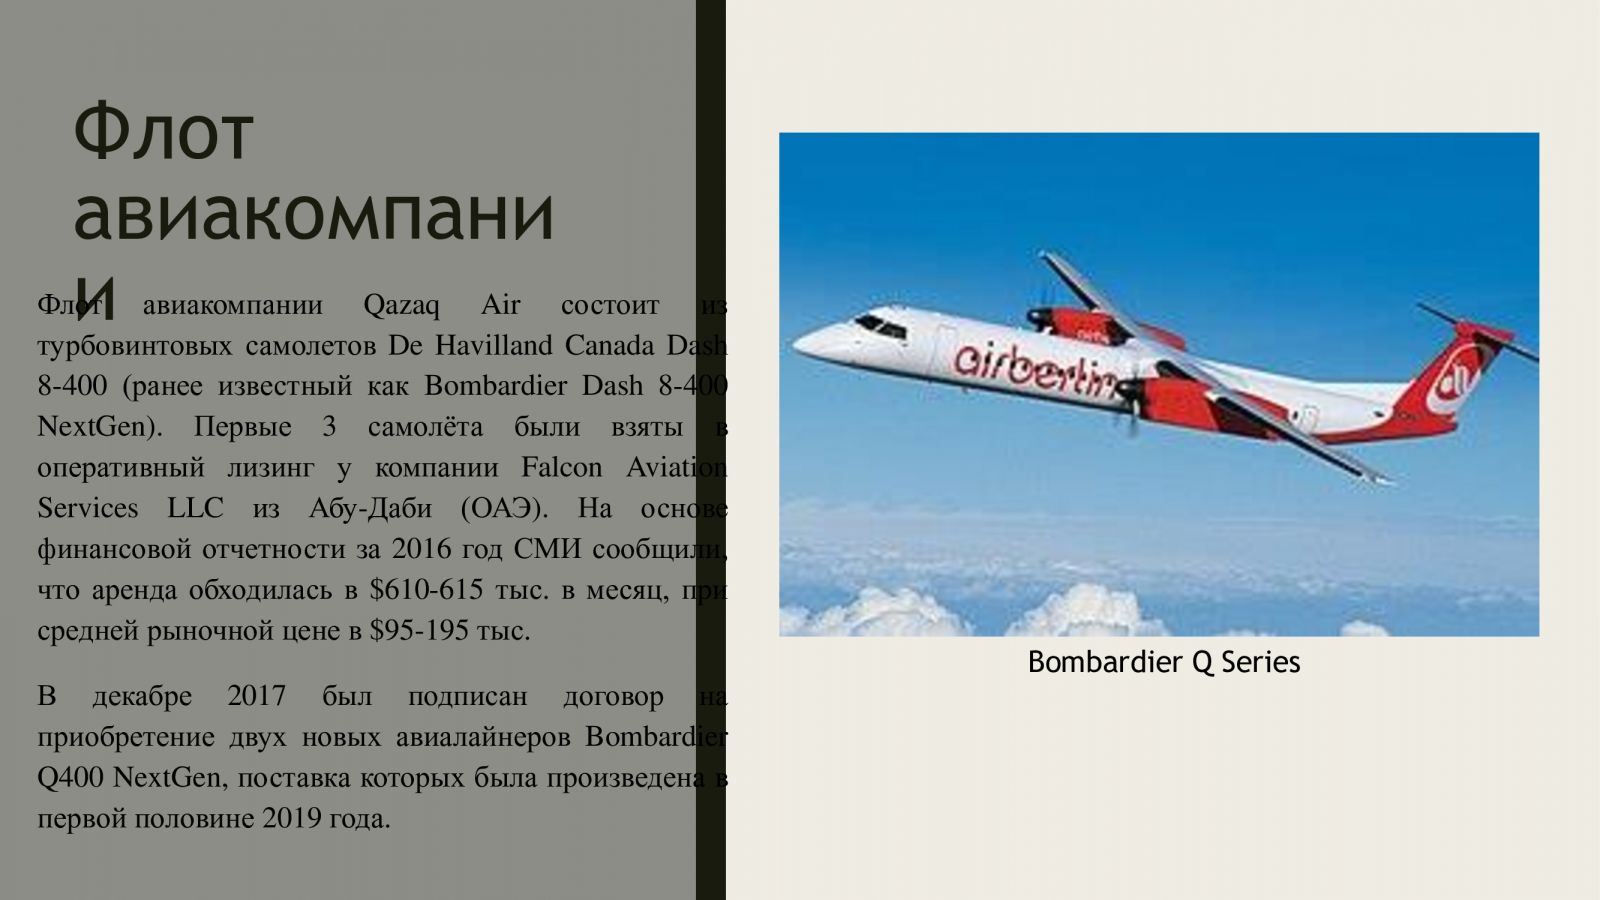 Флот
авиакомпани
и
Флот авиакомпании Qazaq Air состоит из
турбовинтовых самолетов De Havilland Canada Dash
8-400 (ранее известный как Bombardier Dash 8-400
NextGen). Первые 3 самолёта были взяты в
оперативный лизинг у компании Falcon Aviation
Services LLC из Абу-Даби (ОАЭ). На основе
финансовой отчетности за 2016 год СМИ сообщили,
что аренда обходилась в $610-615 тыс. в месяц, при
средней рыночной цене в $95-195 тыс.
В декабре 2017 был подписан договор на
приобретение двух новых авиалайнеров Bombardier
Q400 NextGen, поставка которых была произведена в
первой половине 2019 года.
airberlin
Bombardier Q Series